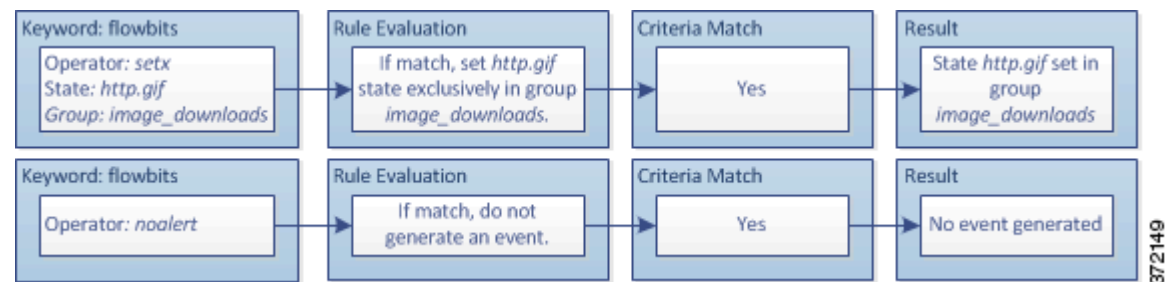 Keyword: flowbits
Operator: setx
State: http.gif
Group: image_downloads
Rule Evaluation
If match, set http.gif
state exclusively in group
image_downloads.
Criteria Match
Yes
Result
State http.gif set in
group
image_downloads
Keyword: flowbits
Operator: noalert
Rule Evaluation
If match, do not
generate an event.
Criteria Match
Yes
Result
No event generated
372149